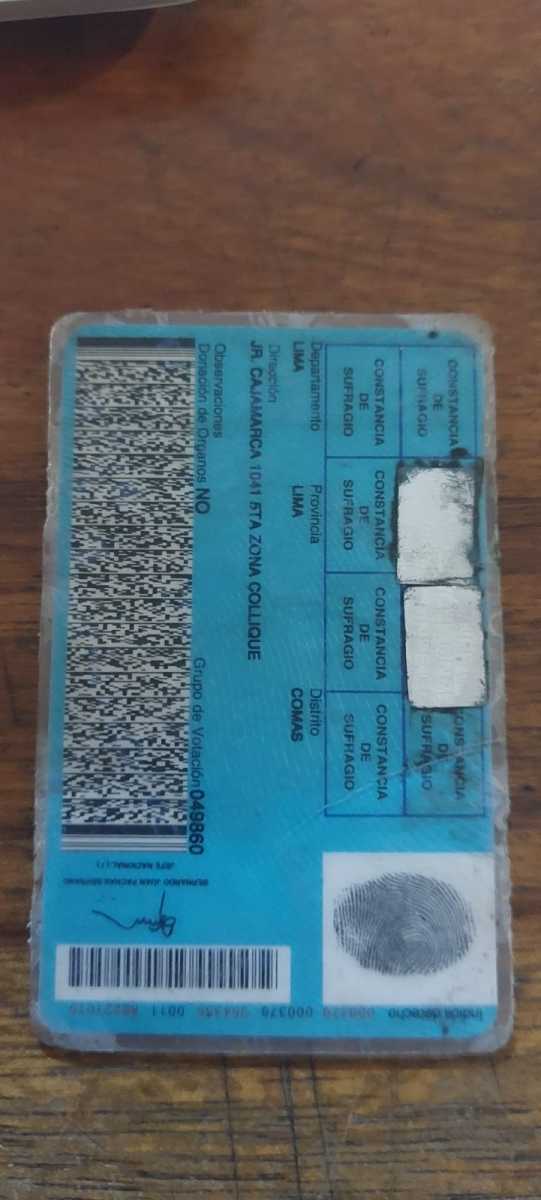 CONSTANCIA DE SUFRAGIO
CONSTANCIA DE SUFRAGIO
CONSTANCIA DE SUFRAGIO
CONSTANCIA DE SUFRAGIO
CONSTANCIA DE SUFRAGIO
CONSTANCIA DE SUFRAGIO
Departamento Provincia Distrito
LIMA LIMA COMAS
Dirección
JR. CAJAMARCA 1041 5TA ZONA COLLIQUE
Observaciones
Donación de Organos NO Grupo de Votación 049860
JEFE NACIONAL
Indice derecho